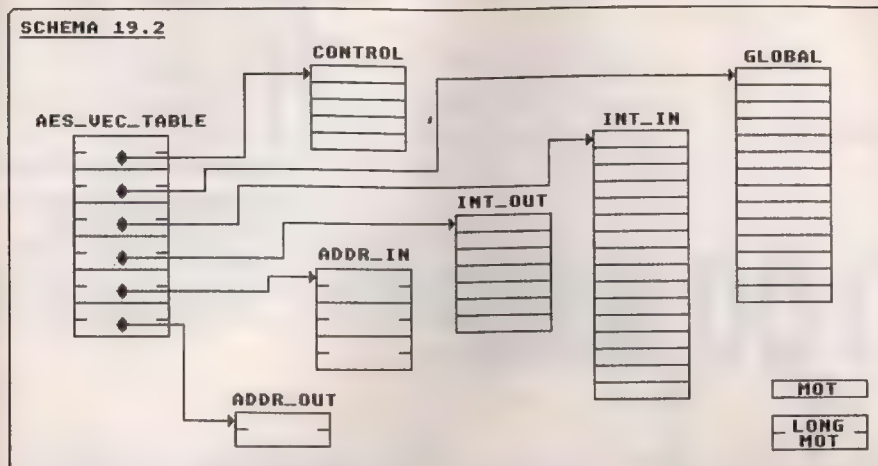 SCHEMA 19.2
CONTROL
GLOBAL
AES_VEC_TABLE
INT_IN
INT_OUT
ADDR_IN
ADDR_OUT
MOT
LONG
MOT